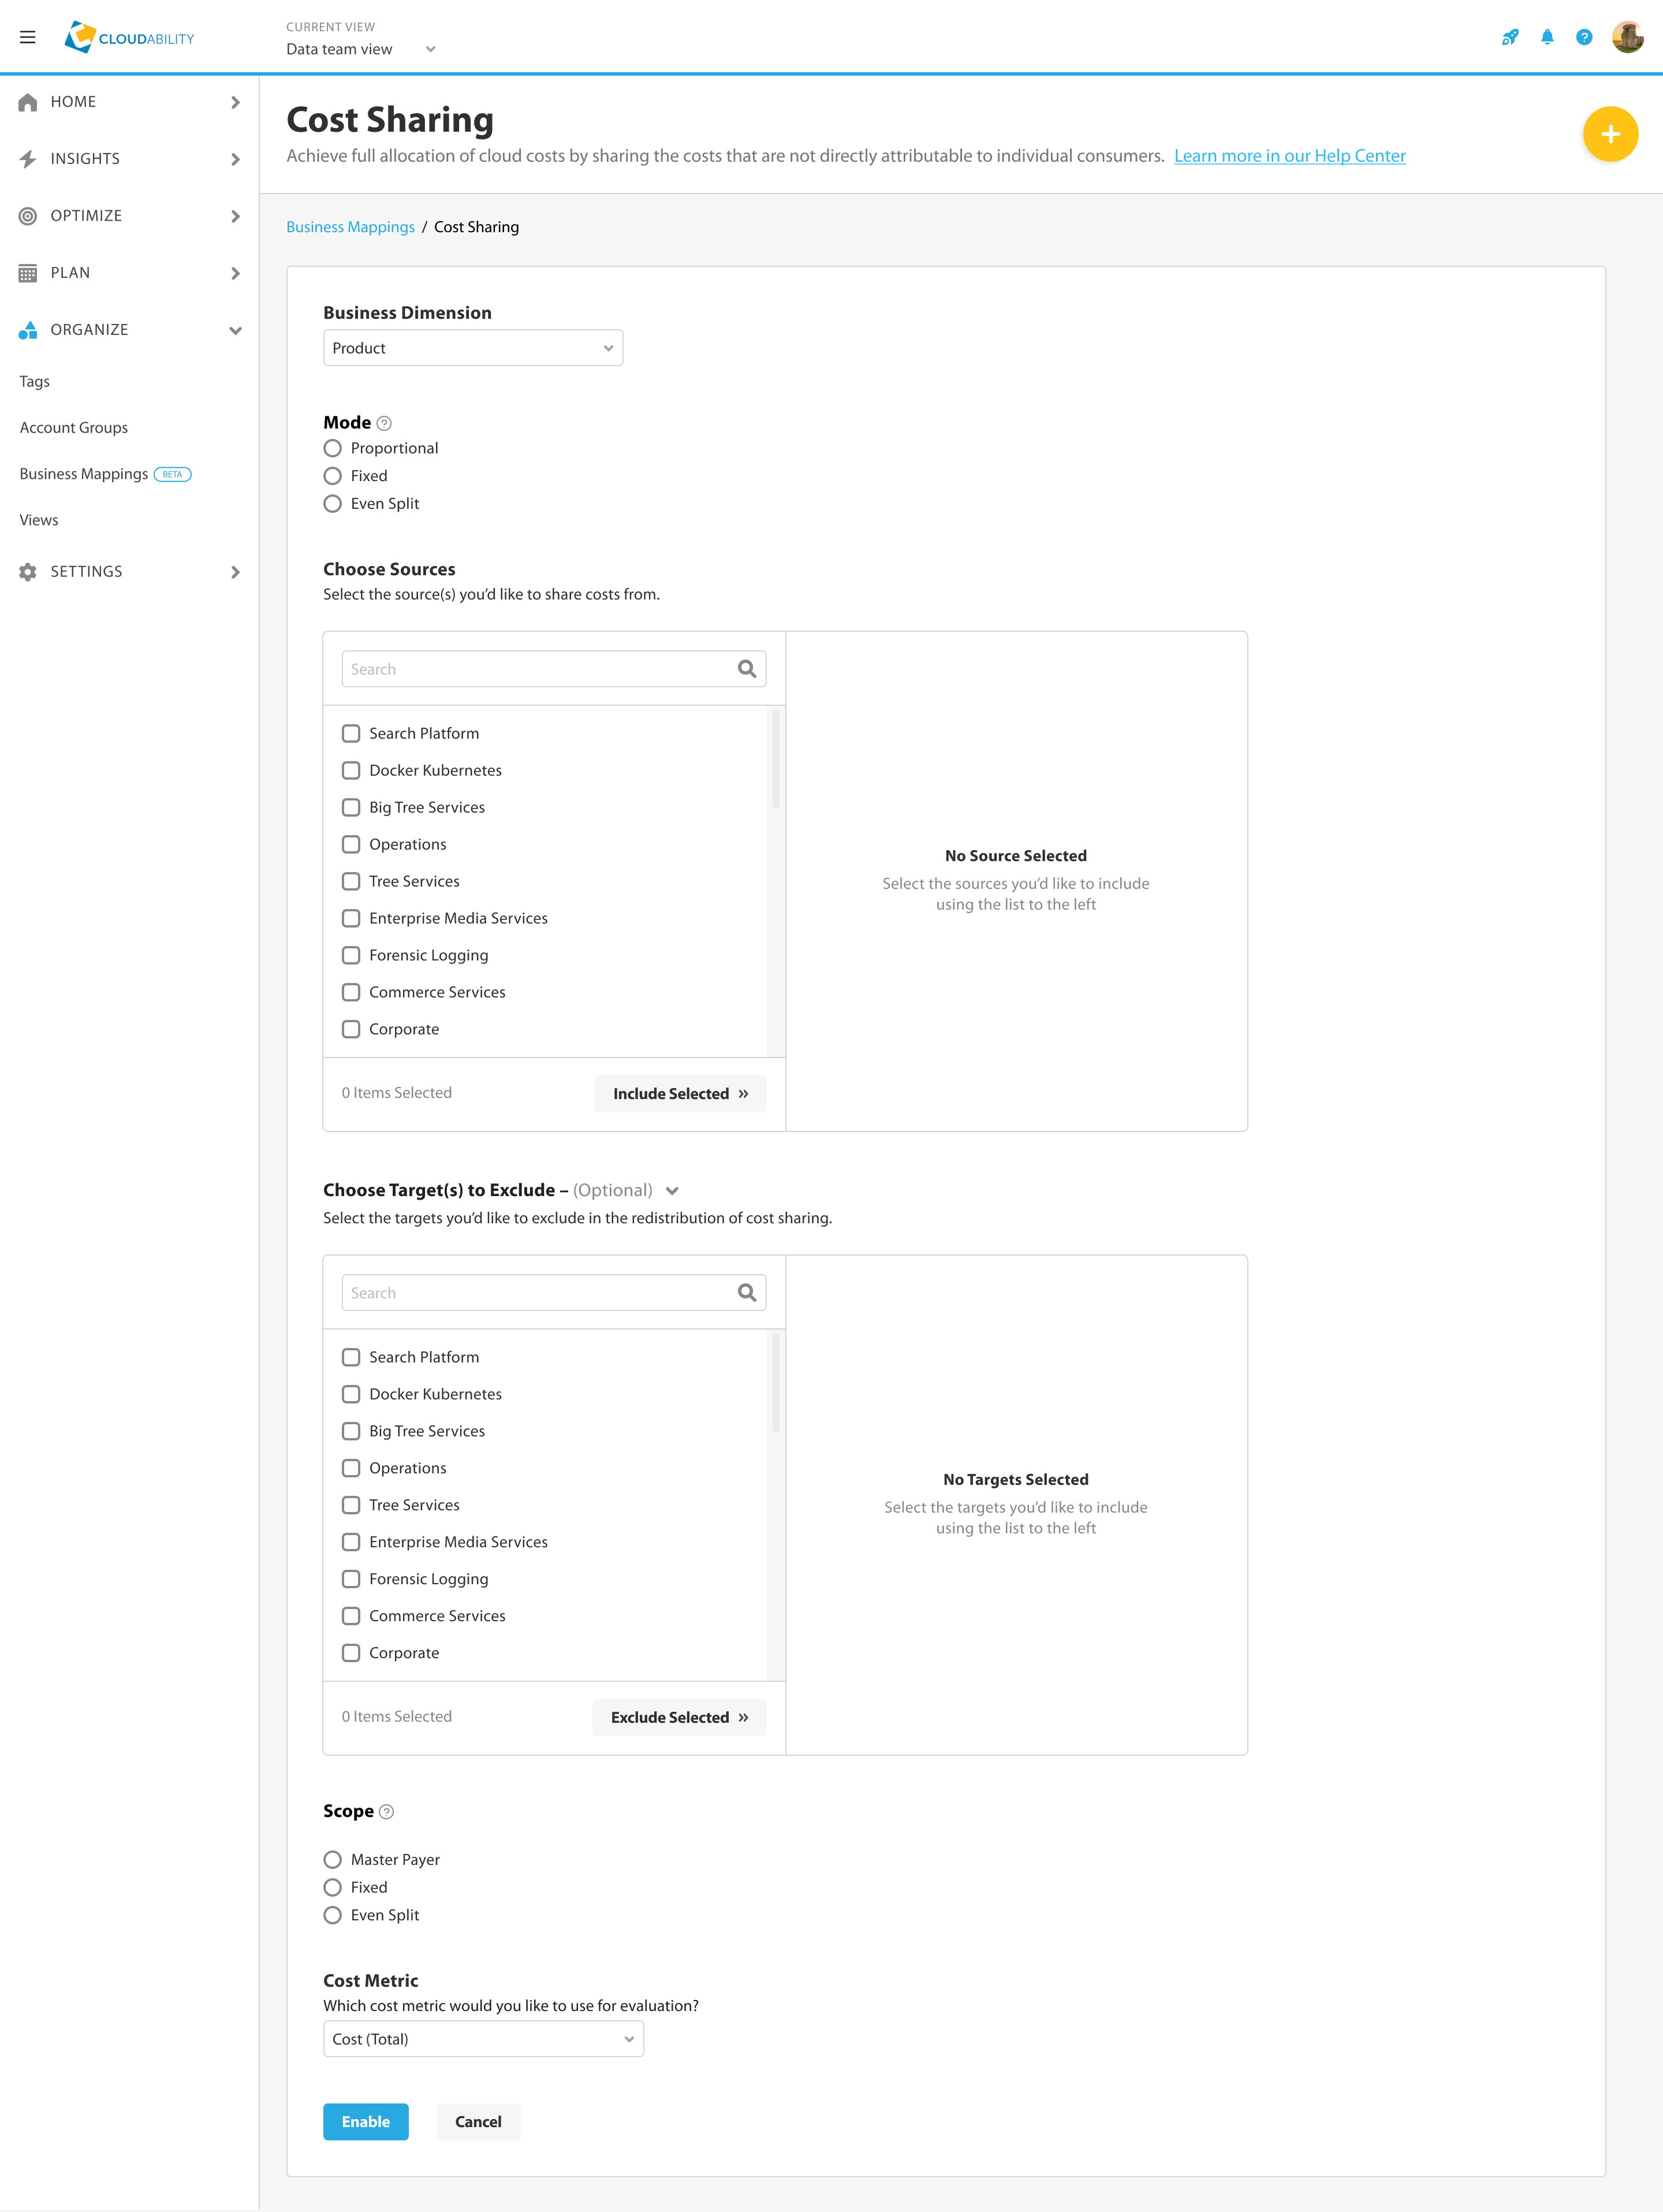 CLOUDABILITY
CURRENT VIEW
Data team view
HOME
INSIGHTS
OPTIMIZE
PLAN
ORGANIZE
Tags
Account Groups
Business Mappings BETA
Views
SETTINGS
Cost Sharing
Achieve full allocation of cloud costs by sharing the costs that are not directly attributable to individual consumers. Learn more in our Help Center
Business Mappings / Cost Sharing
Business Dimension
Product
Mode ?
Proportional
Fixed
Even Split
Choose Sources
Select the source(s) you’d like to share costs from.
Search
Search Platform
Docker Kubernetes
Big Tree Services
Operations
Tree Services
Enterprise Media Services
Forensic Logging
Commerce Services
Corporate
0 Items Selected
Include Selected »
No Source Selected
Select the sources you’d like to include
using the list to the left
Choose Target(s) to Exclude – (Optional)
Select the targets you’d like to exclude in the redistribution of cost sharing.
Search
Search Platform
Docker Kubernetes
Big Tree Services
Operations
Tree Services
Enterprise Media Services
Forensic Logging
Commerce Services
Corporate
0 Items Selected
Exclude Selected »
No Targets Selected
Select the targets you’d like to include
using the list to the left
Scope ?
Master Payer
Fixed
Even Split
Cost Metric
Which cost metric would you like to use for evaluation?
Cost (Total)
Enable
Cancel